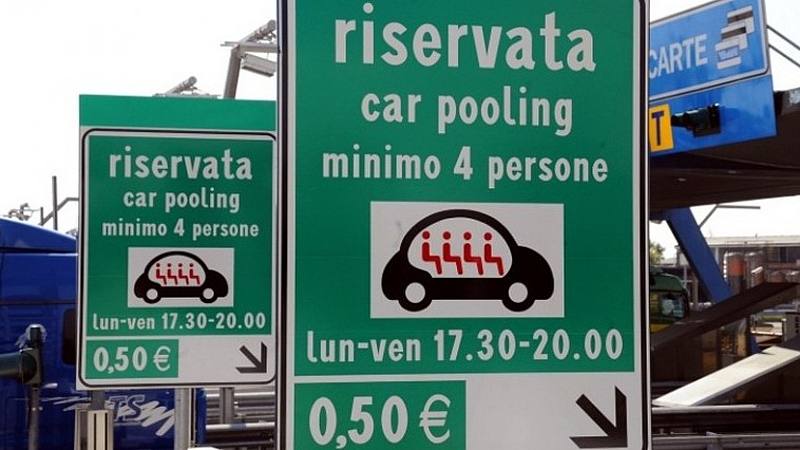 riservata
car pooling
minimo 4 persone
lun-ven 17.30-20.00
0,50 €
riservata
car pooling
minimo 4 persone
lun-ven 17.30-20.00
0,50 €
CARTE
T